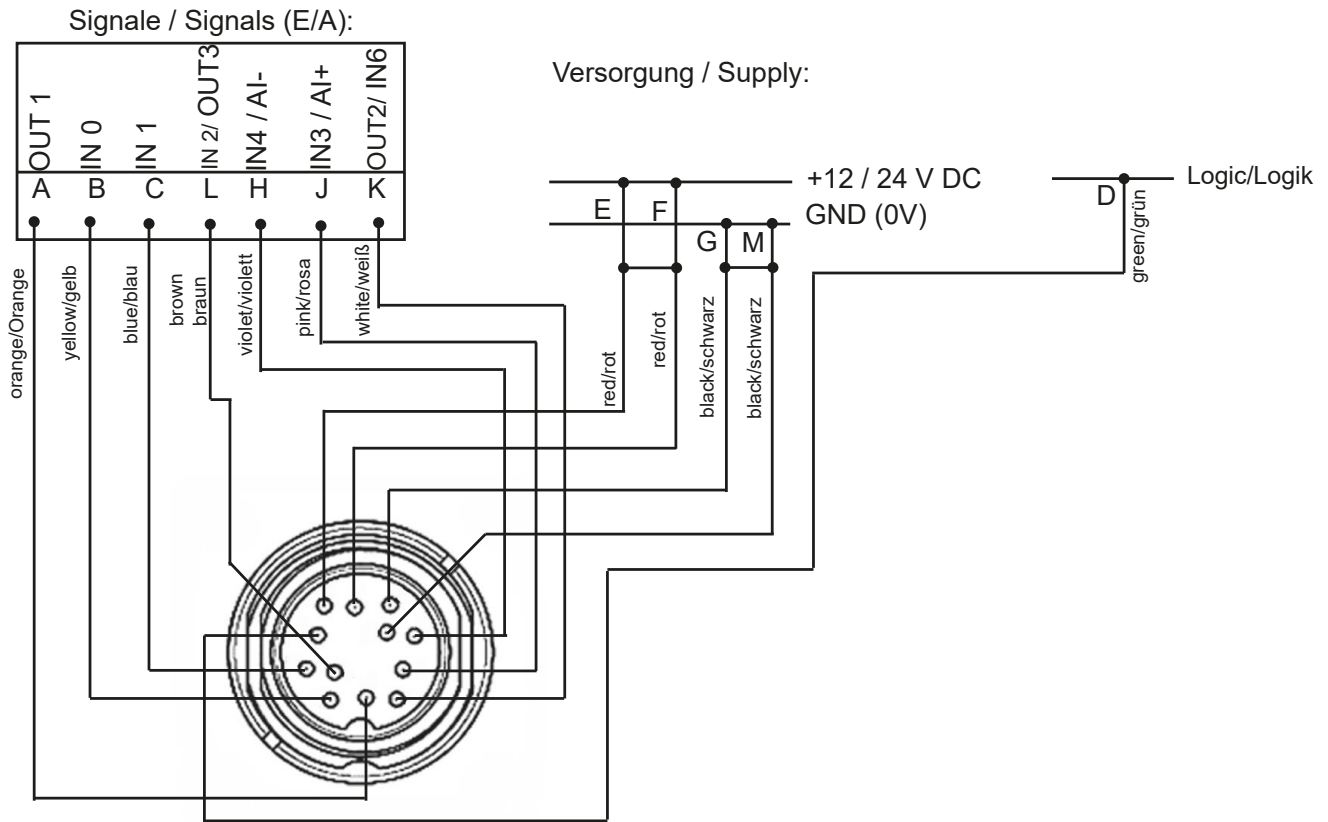 Signale / Signals (E/A):
OUT 1
IN 0
IN 1
IN 2/ OUT3
IN4 / AI-
IN3 / AI+
OUT2/ IN6
A B C L H J K
orange/Orange
yellow/gelb
blue/blau
brown
braun
violet/violett
pink/rosa
white/weiß
Versorgung / Supply:
+12 / 24 V DC
GND (0V)
E F
G M
red/rot
red/rot
black/schwarz
black/schwarz
Logic/Logik
D
green/grün